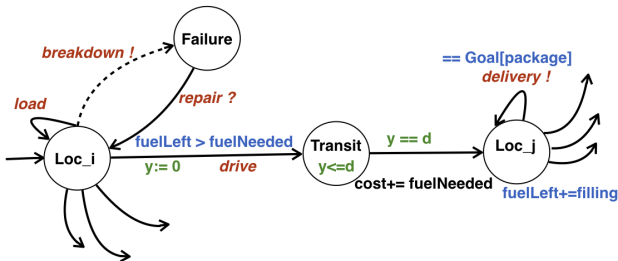 Failure
breakdown !
== Goal[package]
delivery !
load
repair ?
fuelLeft > fuelNeeded
y == d
Loc_i
Transit
Loc_j
y:= 0
drive
y<=d
cost+= fuelNeeded
fuelLeft+=filling